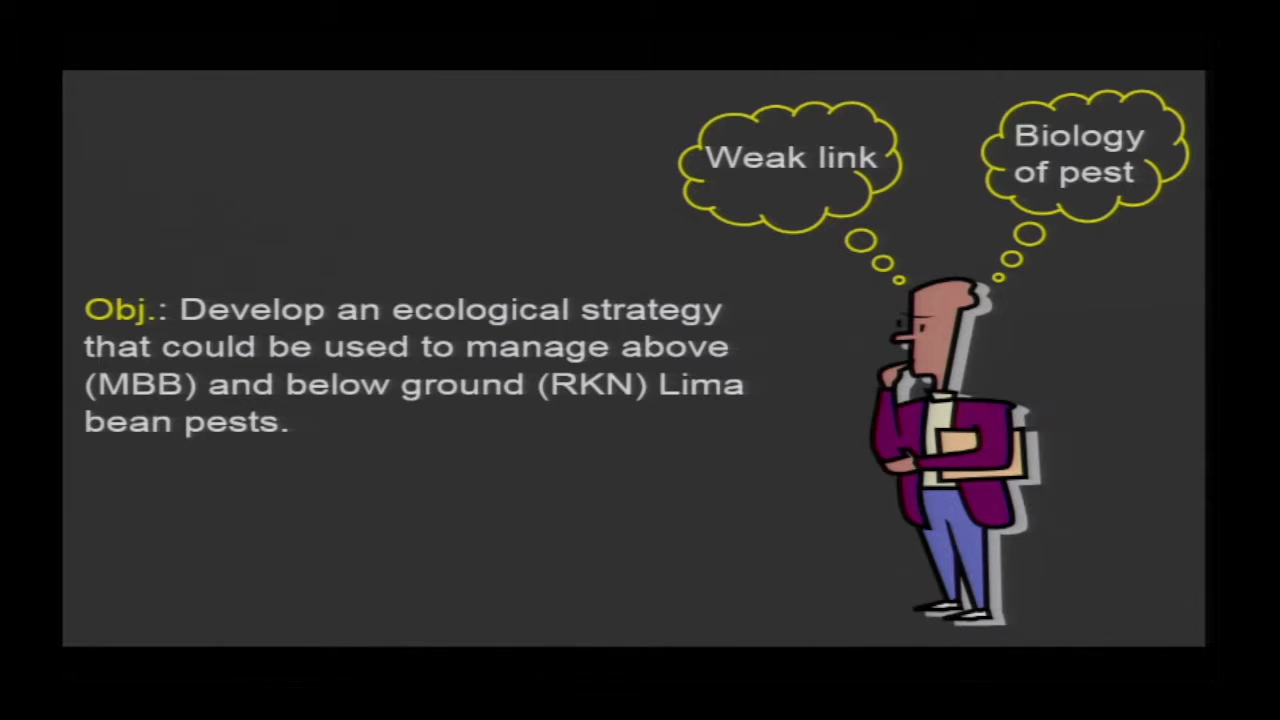 Weak link
Biology
of pest
Obj.: Develop an ecological strategy
that could be used to manage above
(MBB) and below ground (RKN) Lima
bean pests.